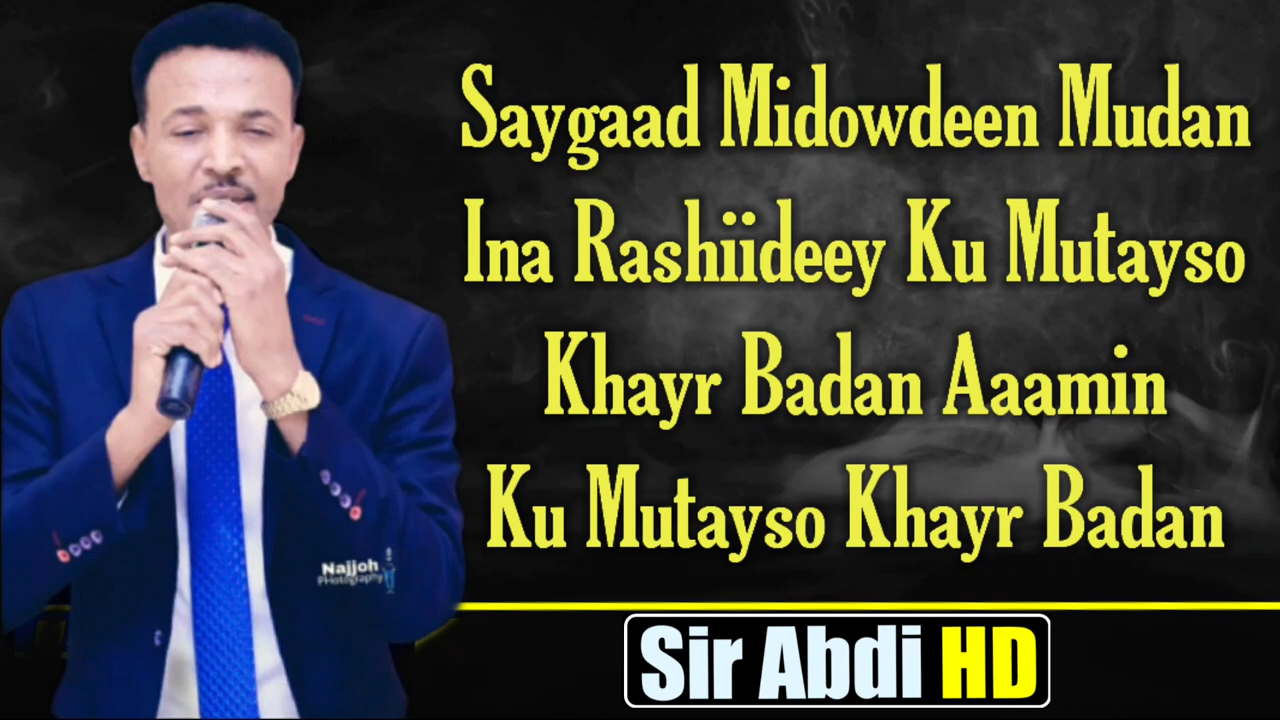 Saygaad Midowdeen Mudan
Ina Rashiideey Ku Mutayso
Khayr Badan Aaamin
Ku Mutayso Khayr Badan
Najjoh
PHotography
Sir Abdi HD